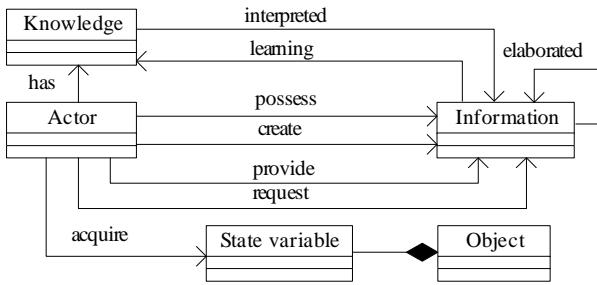 Knowledge
interpreted
learning
elaborated
has
Actor
possess
Information
create
provide
request
acquire
State variable
Object